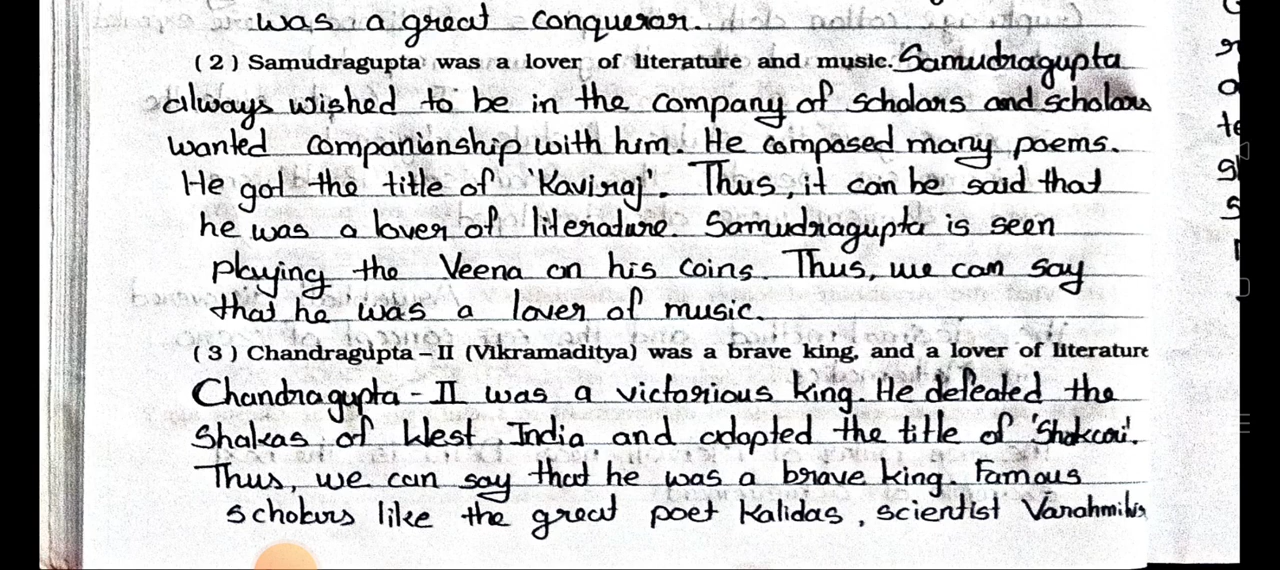 was a great conqueror.
(2) Samudragupta was a lover of literature and music. Samudragupta
always wished to be in the company of scholars and scholars
wanted companionship with him. He composed many poems.
He got the title of 'Kaviraj'. Thus, it can be said that
he was a lover of literature. Samudragupta is seen
playing the Veena on his coins. Thus, we can say
that he was a lover of music.
(3) Chandragupta-II (Vikramaditya) was a brave king, and a lover of literature
Chandragupta-II was a victorious king. He defeated the
Shakas of West India and adopted the title of 'Shakari'.
Thus, we can say that he was a brave king. Famous
scholars like the great poet Kalidas, scientist